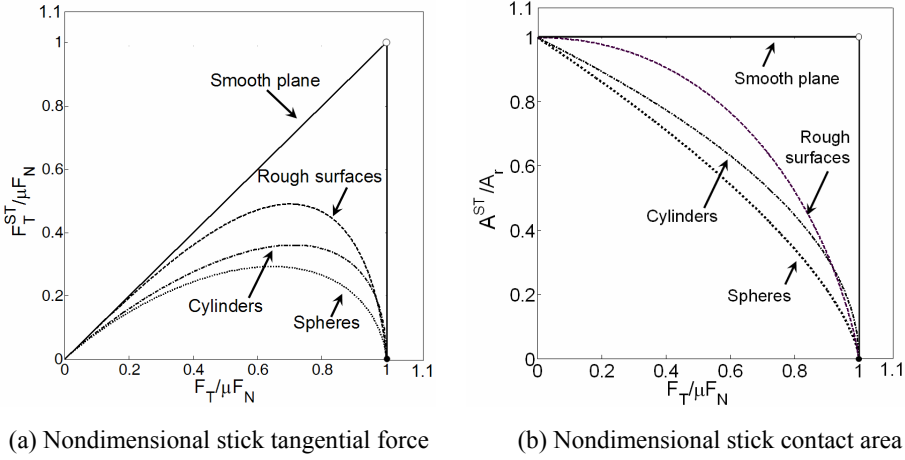 1.1
1
0.8
0.6
0.4
0.2
0
F_T^ST/μF_N
Smooth plane
Rough surfaces
Cylinders
Spheres
0 0.2 0.4 0.6 0.8 1 1.1
F_T/μF_N
(a) Nondimensional stick tangential force
1.1
1
0.8
0.6
0.4
0.2
0
A^ST/A_r
Smooth plane
Rough
surfaces
Cylinders
Spheres
0 0.2 0.4 0.6 0.8 1 1.1
F_T/μF_N
(b) Nondimensional stick contact area